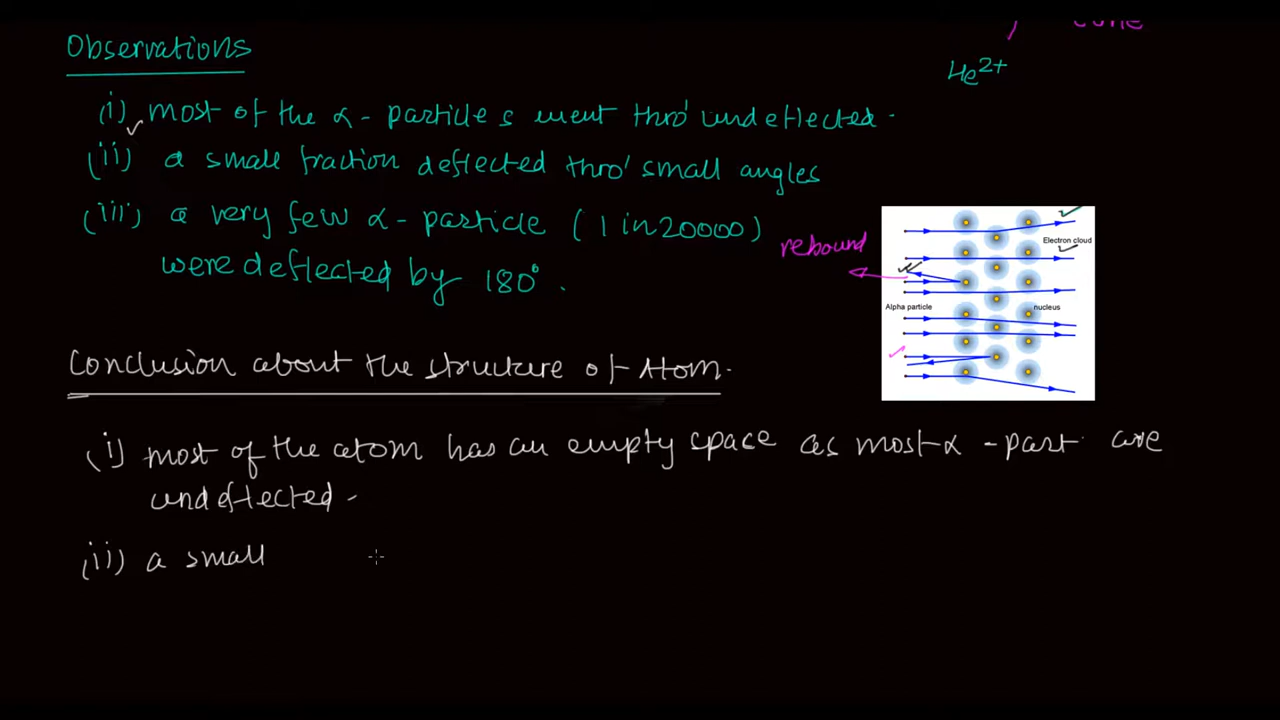 Observations
He2+
(i) most of the α - particles went thro' undeflected.
(ii) a small fraction deflected thro' small angles
(iii) a very few α - particle (1 in 20000)
were deflected by 180°.
rebound
Electron cloud
Alpha particle
nucleus
Conclusion about the structure of Atom.
(i) most of the atom has an empty space as most α - part. are
undeflected -
(ii) a small